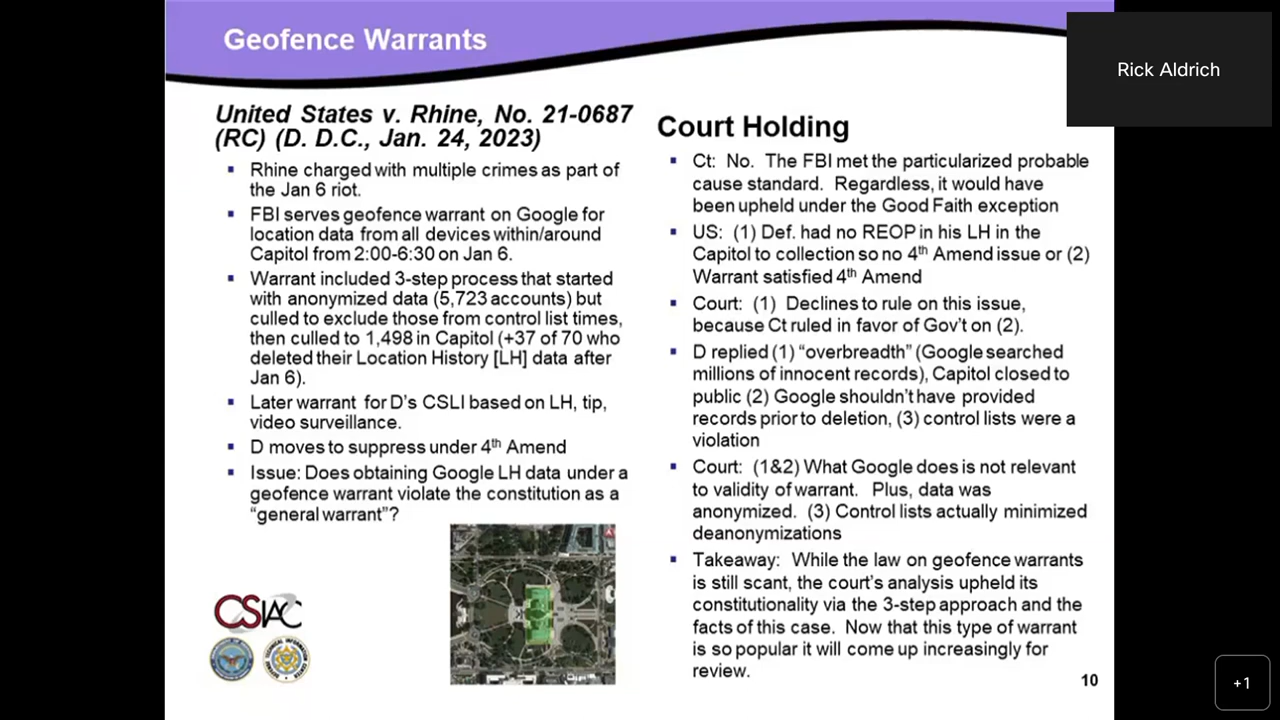 Geofence Warrants
Rick Aldrich
United States v. Rhine, No. 21-0687
(RC) (D. D.C., Jan. 24, 2023)
▪ Rhine charged with multiple crimes as part of
the Jan 6 riot.
▪ FBI serves geofence warrant on Google for
location data from all devices within/around
Capitol from 2:00-6:30 on Jan 6.
▪ Warrant included 3-step process that started
with anonymized data (5,723 accounts) but
culled to exclude those from control list times,
then culled to 1,498 in Capitol (+37 of 70 who
deleted their Location History [LH] data after
Jan 6).
▪ Later warrant for D's CSLI based on LH, tip,
video surveillance.
▪ D moves to suppress under 4th Amend
▪ Issue: Does obtaining Google LH data under a
geofence warrant violate the constitution as a
“general warrant”?
CSIAC
Court Holding
▪ Ct: No. The FBI met the particularized probable
cause standard. Regardless, it would have
been upheld under the Good Faith exception
▪ US: (1) Def. had no REOP in his LH in the
Capitol to collection so no 4th Amend issue or (2)
Warrant satisfied 4th Amend
▪ Court: (1) Declines to rule on this issue,
because Ct ruled in favor of Gov't on (2).
▪ D replied (1) “overbreadth” (Google searched
millions of innocent records), Capitol closed to
public (2) Google shouldn't have provided
records prior to deletion, (3) control lists were a
violation
▪ Court: (1&2) What Google does is not relevant
to validity of warrant. Plus, data was
anonymized. (3) Control lists actually minimized
deanonymizations
▪ Takeaway: While the law on geofence warrants
is still scant, the court's analysis upheld its
constitutionality via the 3-step approach and the
facts of this case. Now that this type of warrant
is so popular it will come up increasingly for
review.
10
+1